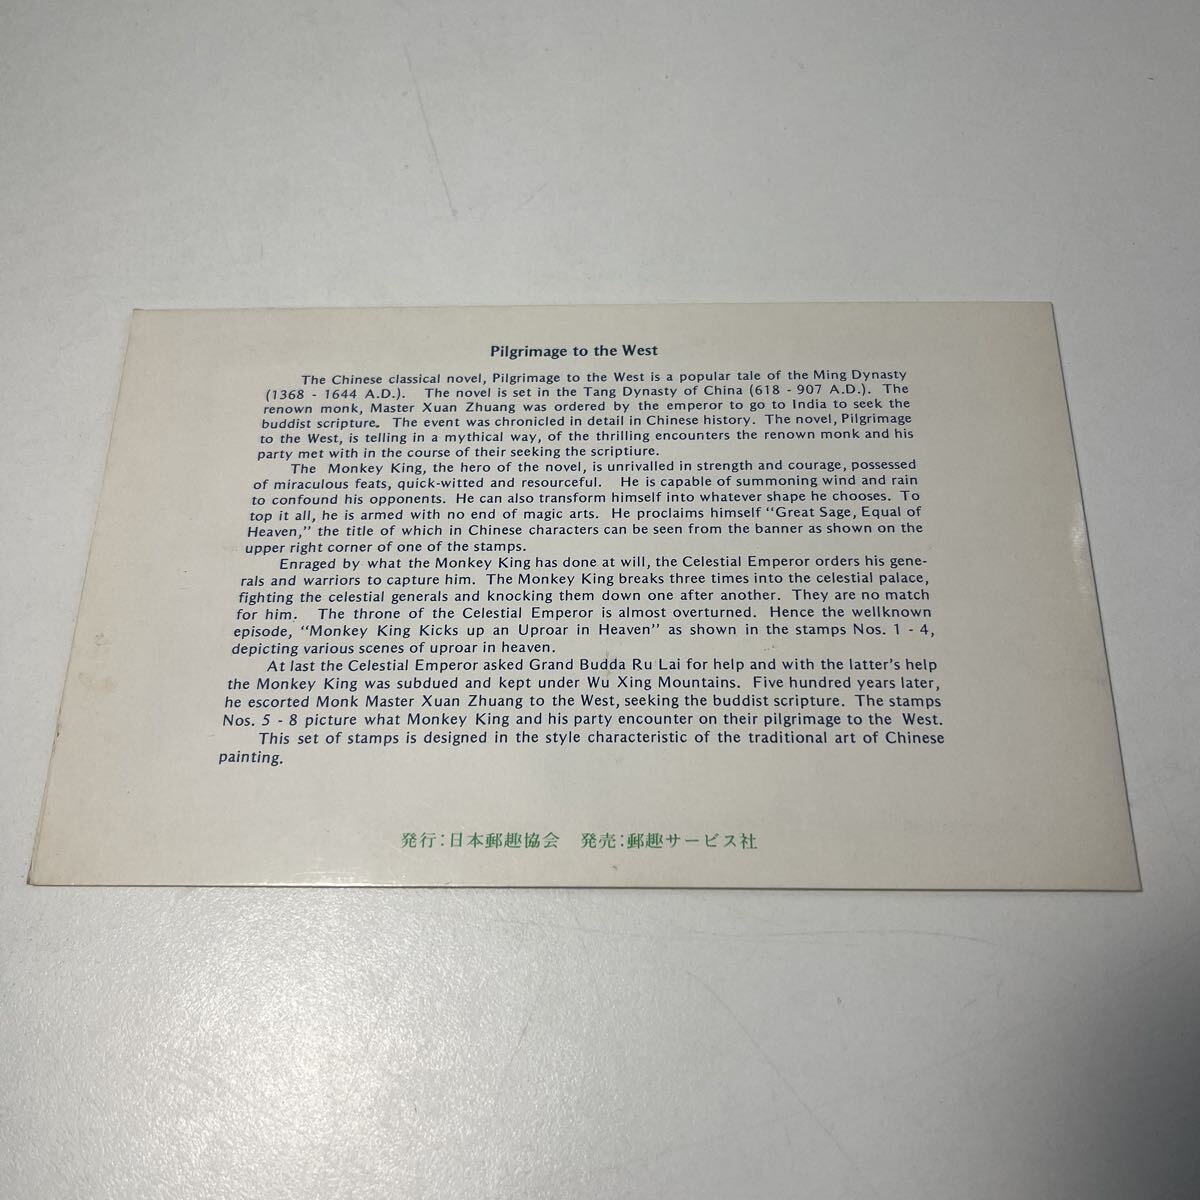 Pilgrimage to the West
The Chinese classical novel, Pilgrimage to the West is a popular tale of the Ming Dynasty
(1368 - 1644 A.D.). The novel is set in the Tang Dynasty of China (618 - 907 A.D.). The
renown monk, Master Xuan Zhuang was ordered by the emperor to go to India to seek the
buddist scripture. The event was chronicled in detail in Chinese history. The novel, Pilgrimage
to the West, is telling in a mythical way, of the thrilling encounters the renown monk and his
party met with in the course of their seeking the scriptiure.
The Monkey King, the hero of the novel, is unrivalled in strength and courage, possessed
of miraculous feats, quick-witted and resourceful. He is capable of summoning wind and rain
to confound his opponents. He can also transform himself into whatever shape he chooses. To
top it all, he is armed with no end of magic arts. He proclaims himself "Great Sage, Equal of
Heaven," the title of which in Chinese characters can be seen from the banner as shown on the
upper right corner of one of the stamps.
Enraged by what the Monkey King has done at will, the Celestial Emperor orders his gene-
rals and warriors to capture him. The Monkey King breaks three times into the celestial palace,
fighting the celestial generals and knocking them down one after another. They are no match
for him. The throne of the Celestial Emperor is almost overturned. Hence the wellknown
episode, "Monkey King Kicks up an Uproar in Heaven" as shown in the stamps Nos. 1 - 4,
depicting various scenes of uproar in heaven.
At last the Celestial Emperor asked Grand Budda Ru Lai for help and with the latter's help
the Monkey King was subdued and kept under Wu Xing Mountains. Five hundred years later,
he escorted Monk Master Xuan Zhuang to the West, seeking the buddist scripture. The stamps
Nos. 5 - 8 picture what Monkey King and his party encounter on their pilgrimage to the West.
This set of stamps is designed in the style characteristic of the traditional art of Chinese
painting.
発行：日本郵趣協会　発売：郵趣サービス社